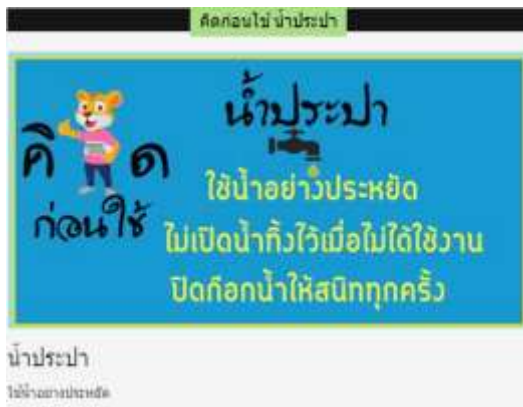 คิดก่อนใช้ น้ำประปา
คิด
ก่อนใช้
น้ำประปา
ใช้น้ำอย่างประหยัด
ไม่เปิดน้ำทิ้งไว้เมื่อไม่ได้ใช้งาน
ปิดก๊อกน้ำให้สนิททุกครั้ง
น้ำประปา
ใช้น้ำอย่างประหยัด